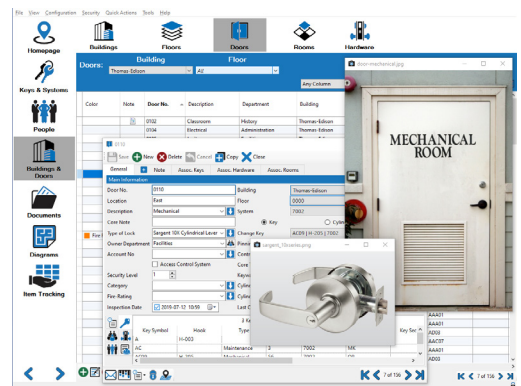 File View Configuration Security Quick Actions Tools Help
Homepage
Buildings
Floors
Doors
Rooms
Hardware
Keys & Systems
People
Buildings & Doors
Documents
Diagrams
Item Tracking
Doors:
Building
Floor
Thomas-Edison
All
Any Column
Color Note Door No. Description Department Building
0102 Classroom History Thomas-Edison
0104 Electrical Administration Thomas-Edison
door-mechanical.jpg
MECHANICAL
ROOM
0110
Save New Delete Cancel Copy Close
General Note Assoc. Keys Assoc. Hardware Assoc. Rooms
Main Information
Door No. 0110 Building Thomas-Edison
Location East Floor 0000
Description Mechanical System 7002
Core Note Key
Type of Lock Sargent 10X Cylindrical Lever Change Key AC09 | H-205 | 7002
Owner Department Facilities
Account No
Access Control System
Security Level 1
Category
Fire-Rating
Inspection Date 2019-07-12 10:59
sargent_10xseries.png
Key Symbol Hook
A H-003
AC Maintenance 3 7002 MK
AAA01
AAA01
AD03
AAC07
AAA01
AAA01
AD03
7 of 156
7 of 156